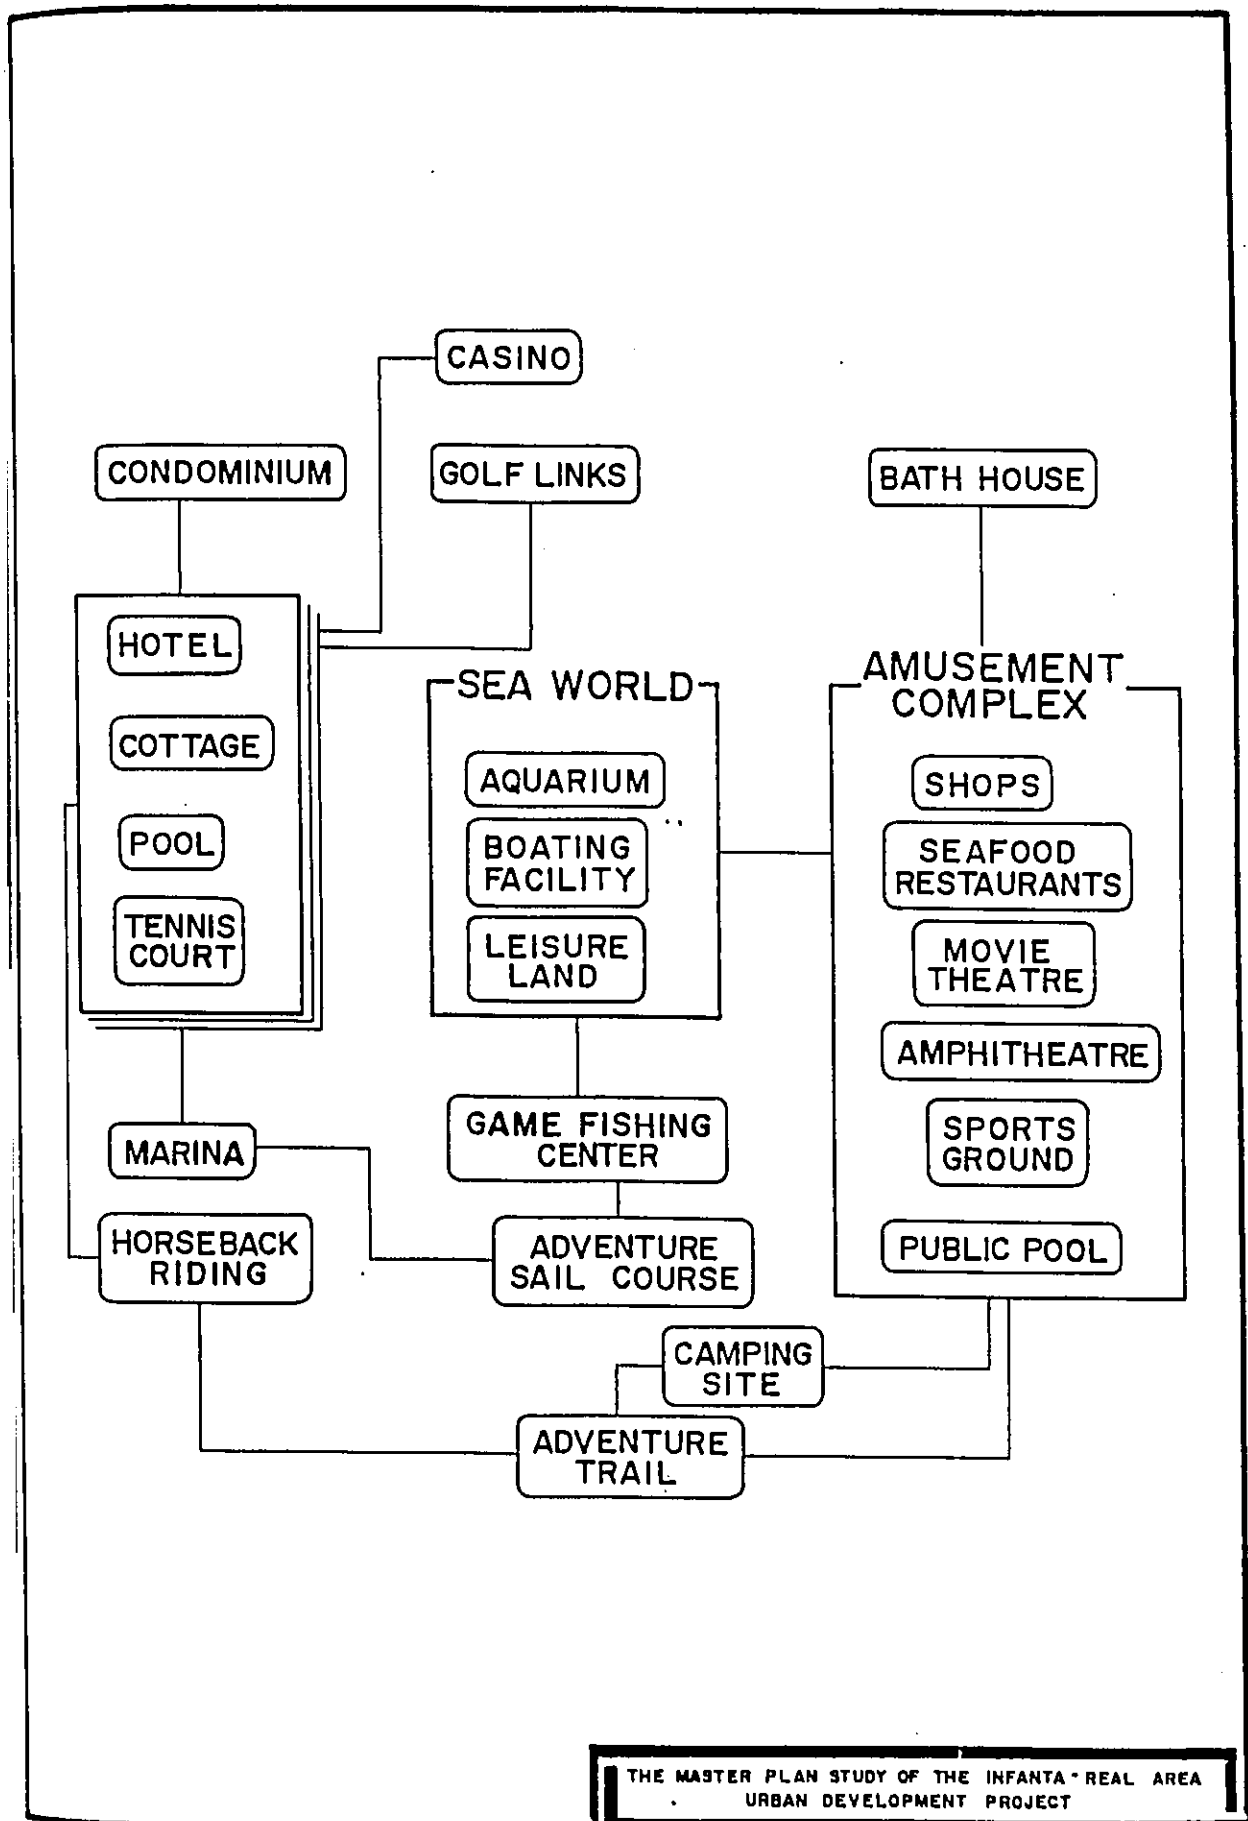 CASINO
CONDOMINIUM
GOLF LINKS
BATH HOUSE
HOTEL
COTTAGE
POOL
TENNIS
COURT
SEA WORLD
AQUARIUM
BOATING
FACILITY
LEISURE
LAND
AMUSEMENT
COMPLEX
SHOPS
SEAFOOD
RESTAURANTS
MOVIE
THEATRE
AMPHITHEATRE
SPORTS
GROUND
PUBLIC POOL
MARINA
GAME FISHING
CENTER
HORSEBACK
RIDING
ADVENTURE
SAIL COURSE
CAMPING
SITE
ADVENTURE
TRAIL
THE MASTER PLAN STUDY OF THE INFANTA-REAL AREA
URBAN DEVELOPMENT PROJECT